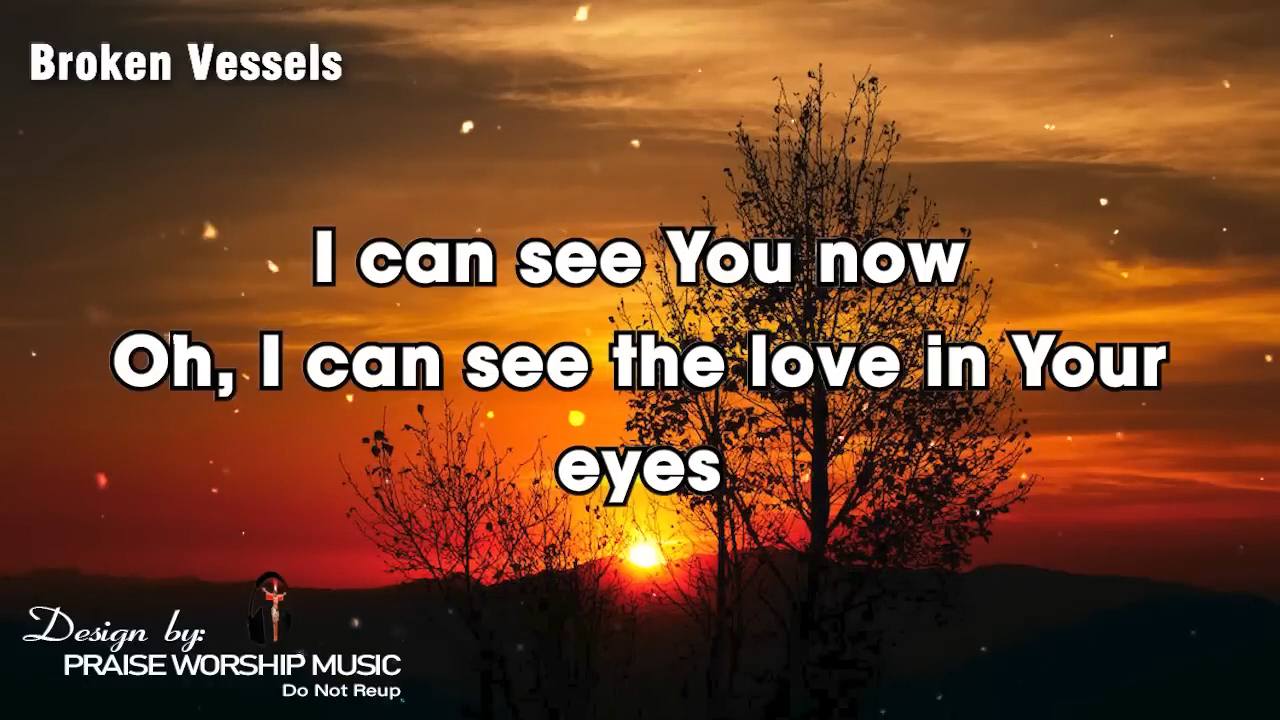 Broken Vessels
I can see You now
Oh, I can see the love in Your
eyes
Design by:
PRAISE WORSHIP MUSIC
Do Not Reup